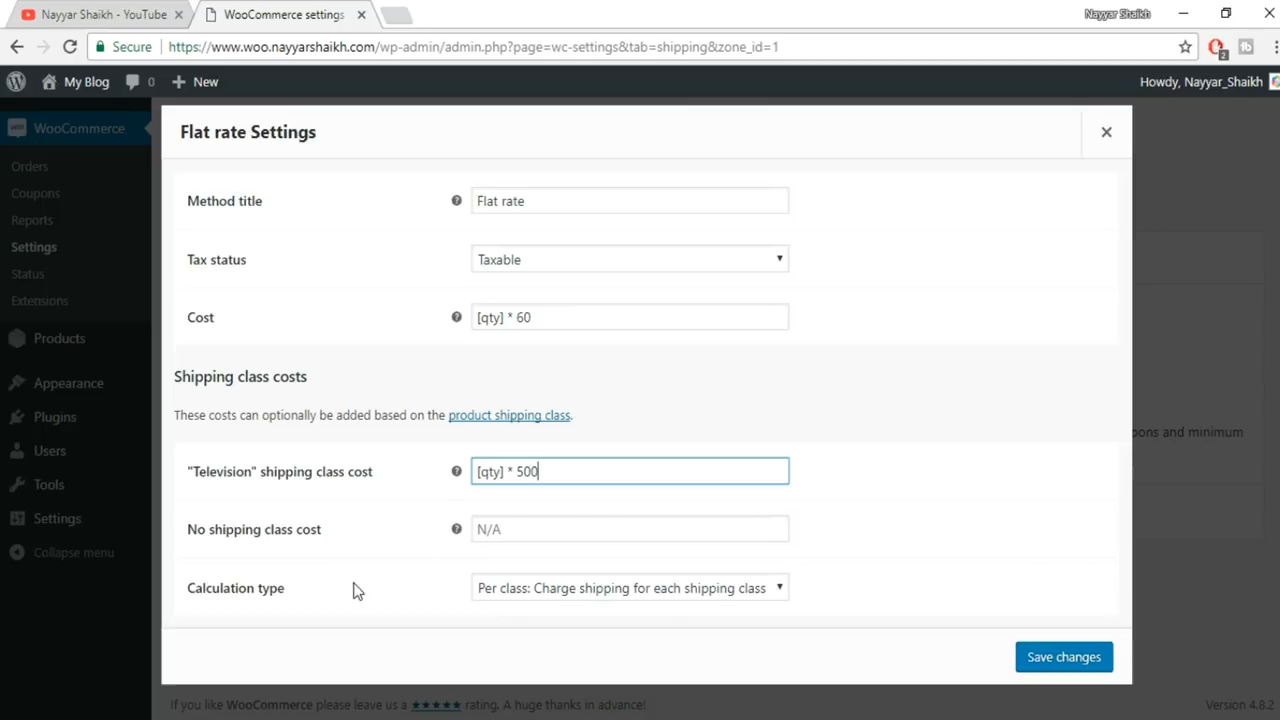 Nayyar Shaikh - YouTube
WooCommerce settings
Nayyar Shaikh
Secure
https://www.woo.nayyarshaikh.com/wp-admin/admin.php?page=wc-settings&tab=shipping&zone_id=1
2
My Blog
0
New
Howdy, Nayyar_Shaikh
WooCommerce
Orders
Coupons
Reports
Settings
Status
Extensions
Products
Appearance
Plugins
Users
Tools
Settings
Collapse menu
Flat rate Settings
Method title
Flat rate
Tax status
Taxable
Cost
[qty] * 60
Shipping class costs
These costs can optionally be added based on the product shipping class.
"Television" shipping class cost
[qty] * 500
No shipping class cost
N/A
Calculation type
Per class: Charge shipping for each shipping class
Save changes
pons and minimum
If you like WooCommerce please leave us a ★★★★★ rating. A huge thanks in advance!
Version 4.8.2